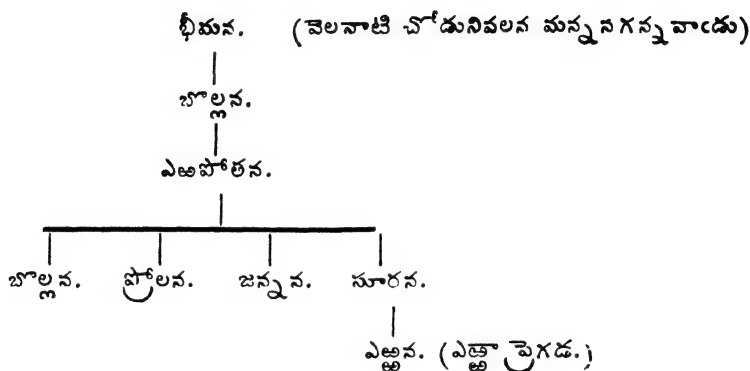 భీమన. (వెలనాటి చోడునివలన మన్ననగన్నవాఁడు)
బొల్లన.
ఎఱపోతన.
బొల్లన. ప్రోలన. జన్నన. సూరన.
ఎఱ్ఱన. (ఎఱ్ఱా ప్రెగడ.)